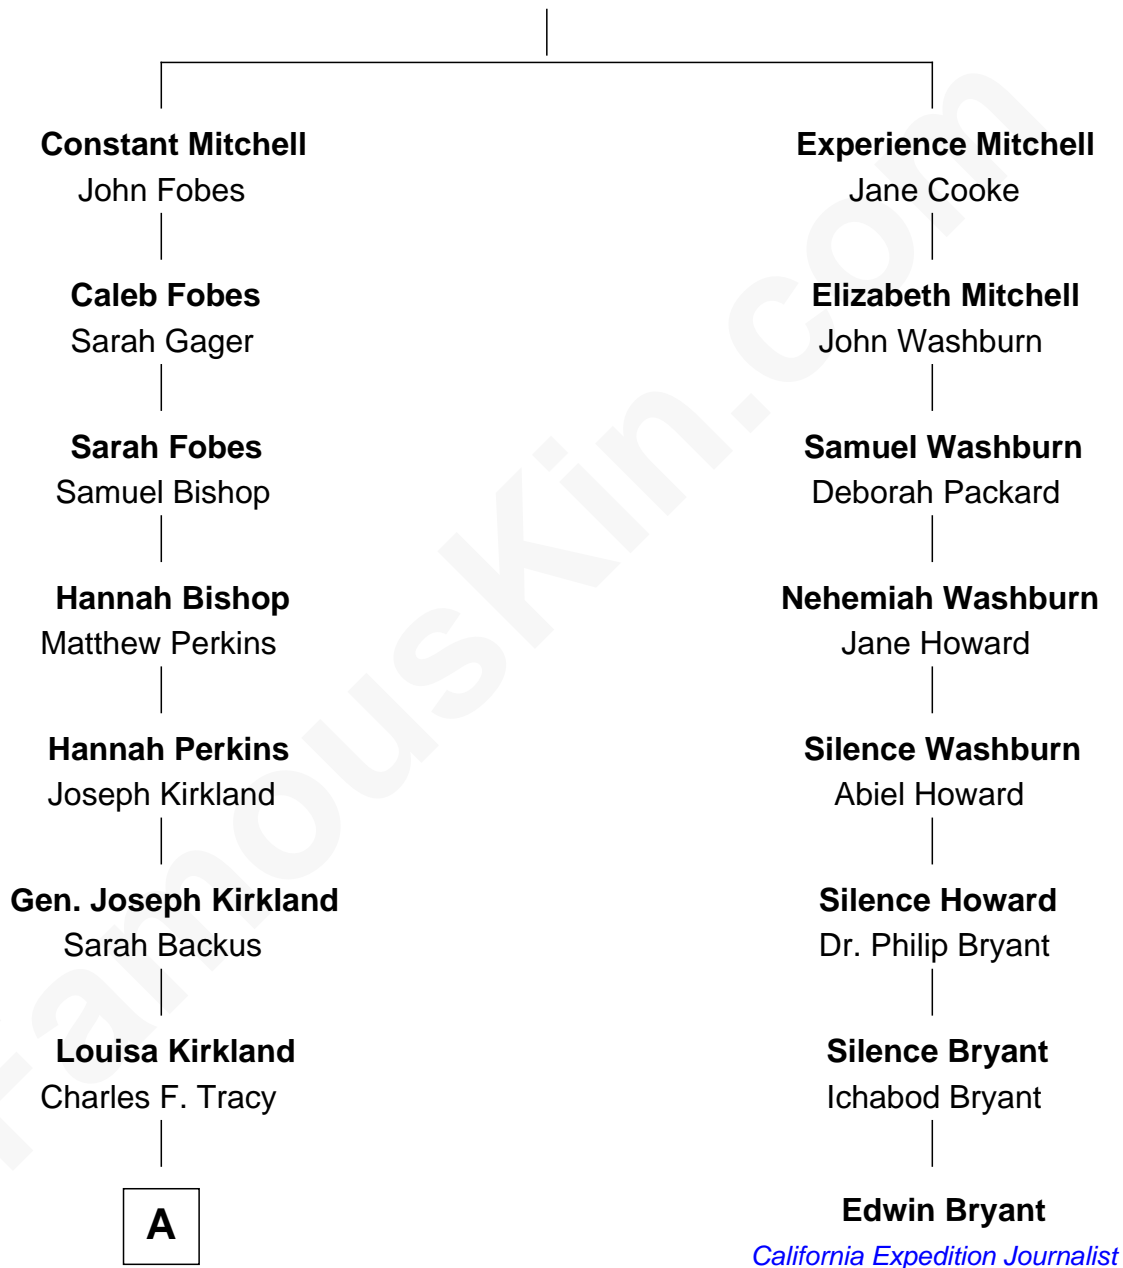 Constant Mitchell
John Fobes
Caleb Fobes
Sarah Gager
Sarah Fobes
Samuel Bishop
Hannah Bishop
Matthew Perkins
Hannah Perkins
Joseph Kirkland
Gen. Joseph Kirkland
Sarah Backus
Louisa Kirkland
Charles F. Tracy
A
Experience Mitchell
Jane Cooke
Elizabeth Mitchell
John Washburn
Samuel Washburn
Deborah Packard
Nehemiah Washburn
Jane Howard
Silence Washburn
Abiel Howard
Silence Howard
Dr. Philip Bryant
Silence Bryant
Ichabod Bryant
Edwin Bryant
California Expedition Journalist
FamousKin.com